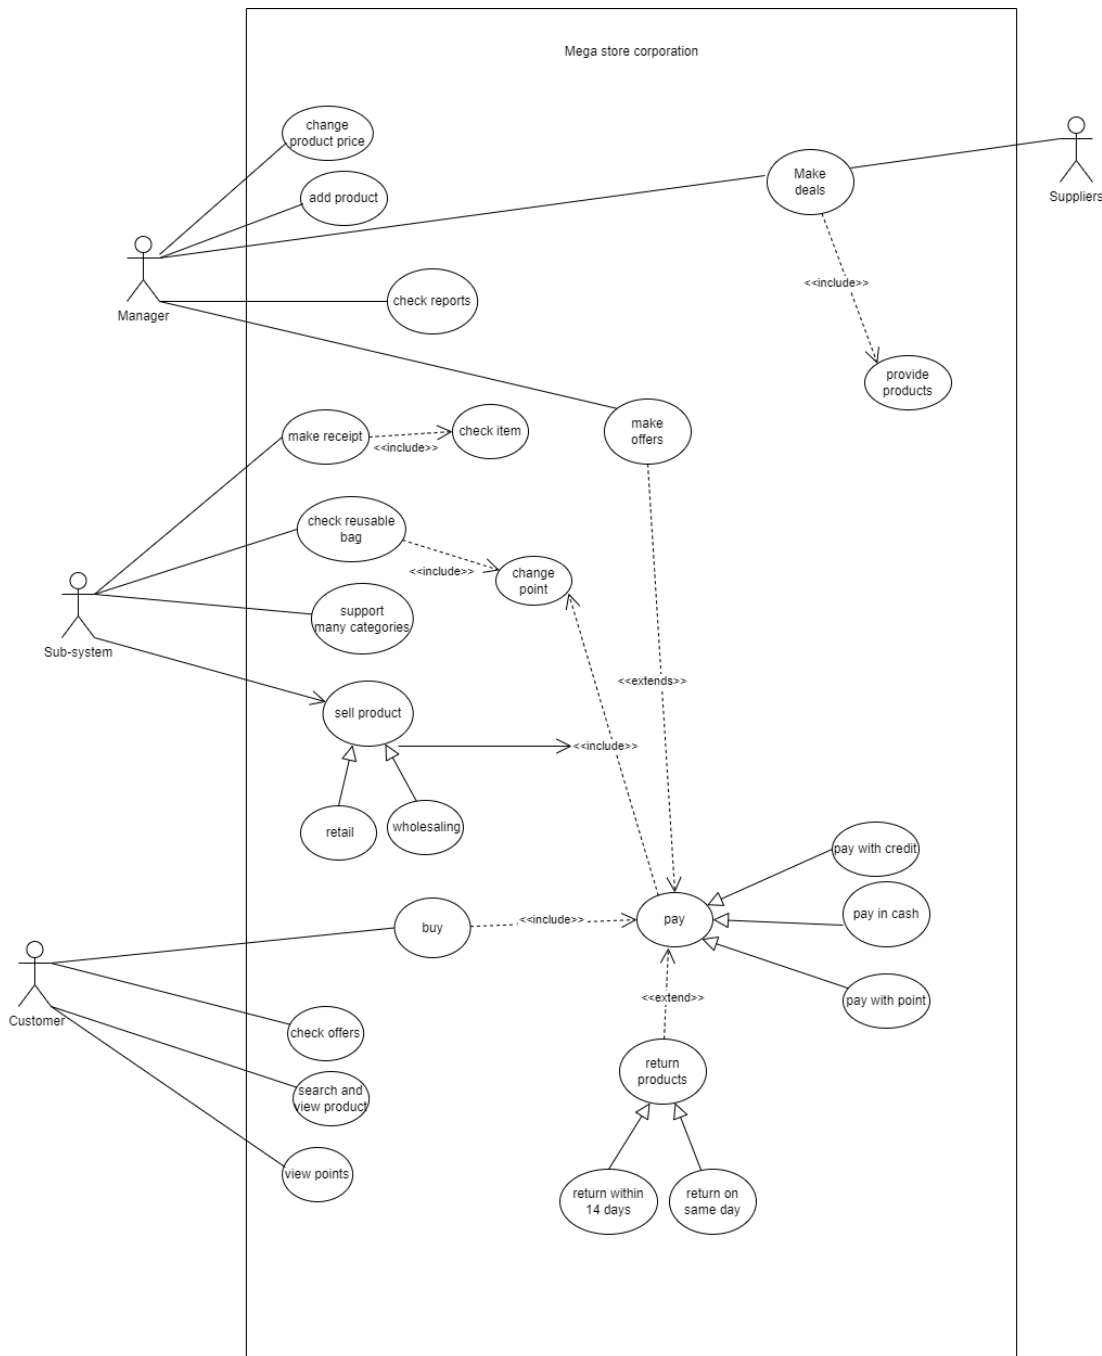 Mega store corporation
change
product price
add product
Make
deals
Suppliers
Manager
check reports
<<include>>
provide
products
make receipt
<<include>>
check item
make
offers
check reusable
bag
<<include>>
change
point
support
many categories
Sub-system
<<extends>>
sell product
<<include>>
retail
wholesaling
pay with credit
pay in cash
buy
<<include>>
pay
pay with point
<<extend>>
Customer
check offers
return
products
search and
view product
view points
return within
14 days
return on
same day